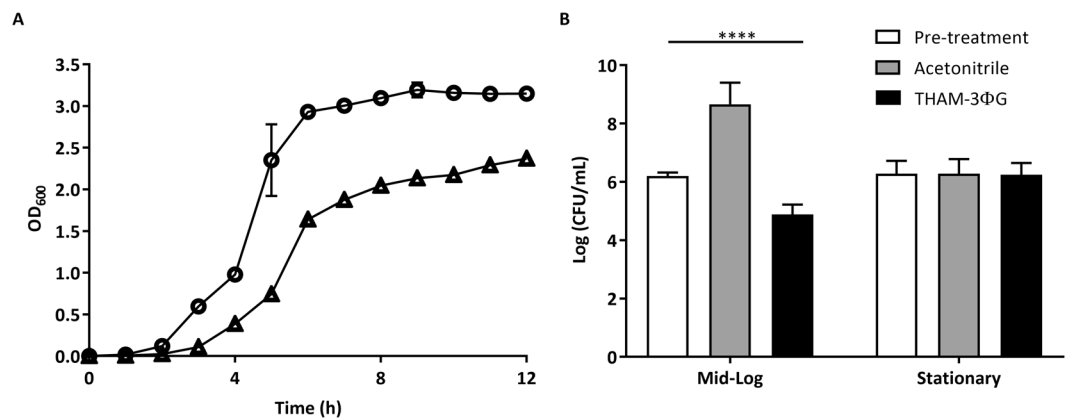 A
OD600
3.5
3.0
2.5
2.0
1.5
1.0
0.5
0.0
0 4 8 12
Time (h)
B
Pre-treatment
Acetonitrile
THAM-3ΦG
****
Log (CFU/mL)
10
8
6
4
2
0
Mid-Log Stationary